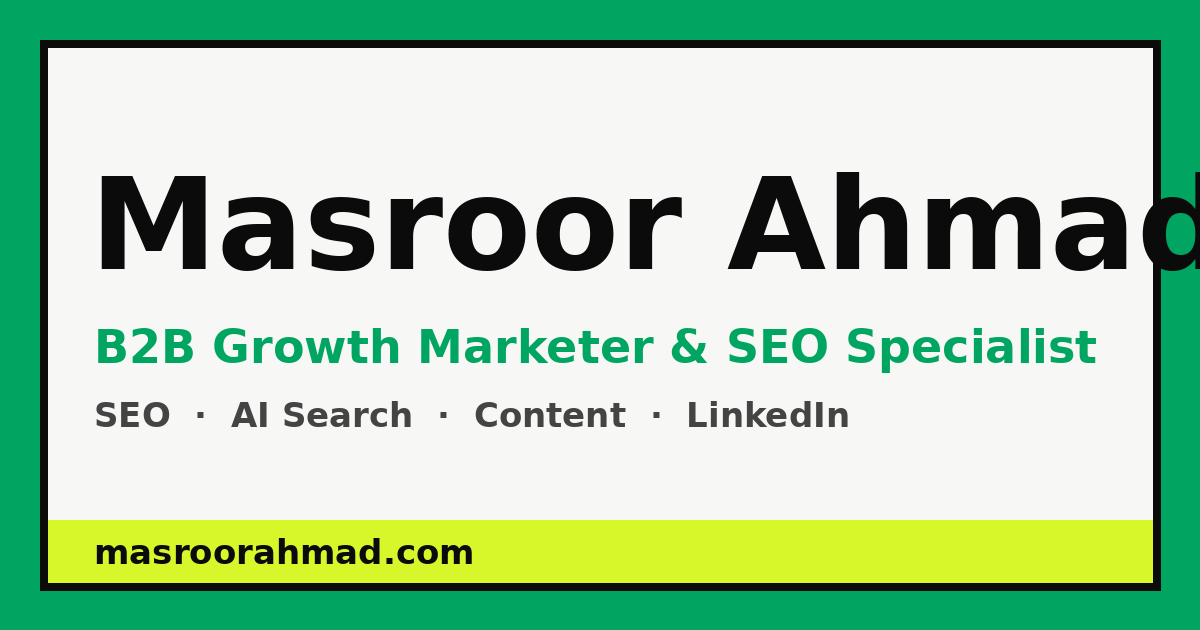 Masroor Ahmad
B2B Growth Marketer & SEO Specialist
SEO · AI Search · Content · LinkedIn
masroorahmad.com